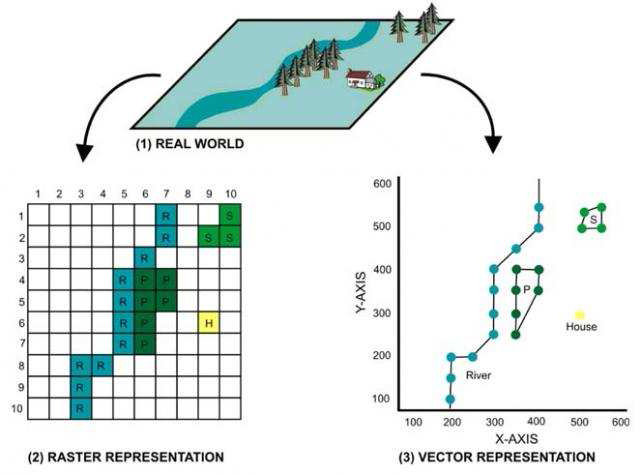 (1) REAL WORLD
1 2 3 4 5 6 7 8 9 10
1 R S
2 R S S
3 R
4 R P P
5 R P P
6 R P H
7 R P
8 R R
9 R
10 R
(2) RASTER REPRESENTATION
600
500 S
400
P
Y-AXIS
300
House
200
River
100
100 200 300 400 500 600
X-AXIS
(3) VECTOR REPRESENTATION